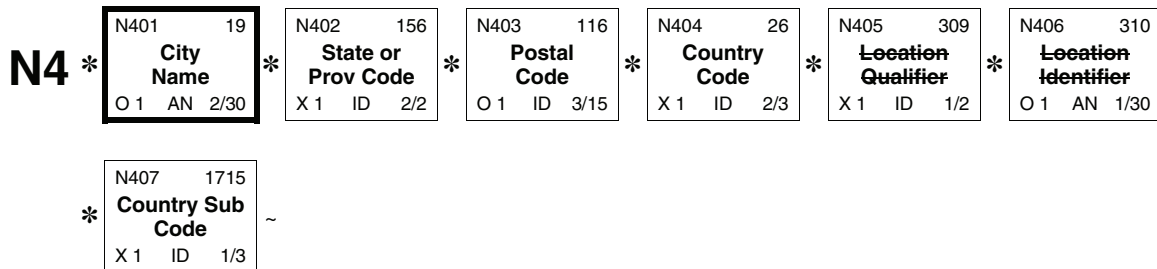 N401 19 N402 156 N403 116 N404 26 N405 309 N406 310
City State or Postal Country Location Location
N4 * Name * Prov Code * Code * Code * Qualifier * Identifier
O 1 AN 2/30 X 1 ID 2/2 O 1 ID 3/15 X 1 ID 2/3 X 1 ID 1/2 O 1 AN 1/30
N407 1715
* Country Sub ~
Code
X 1 ID 1/3